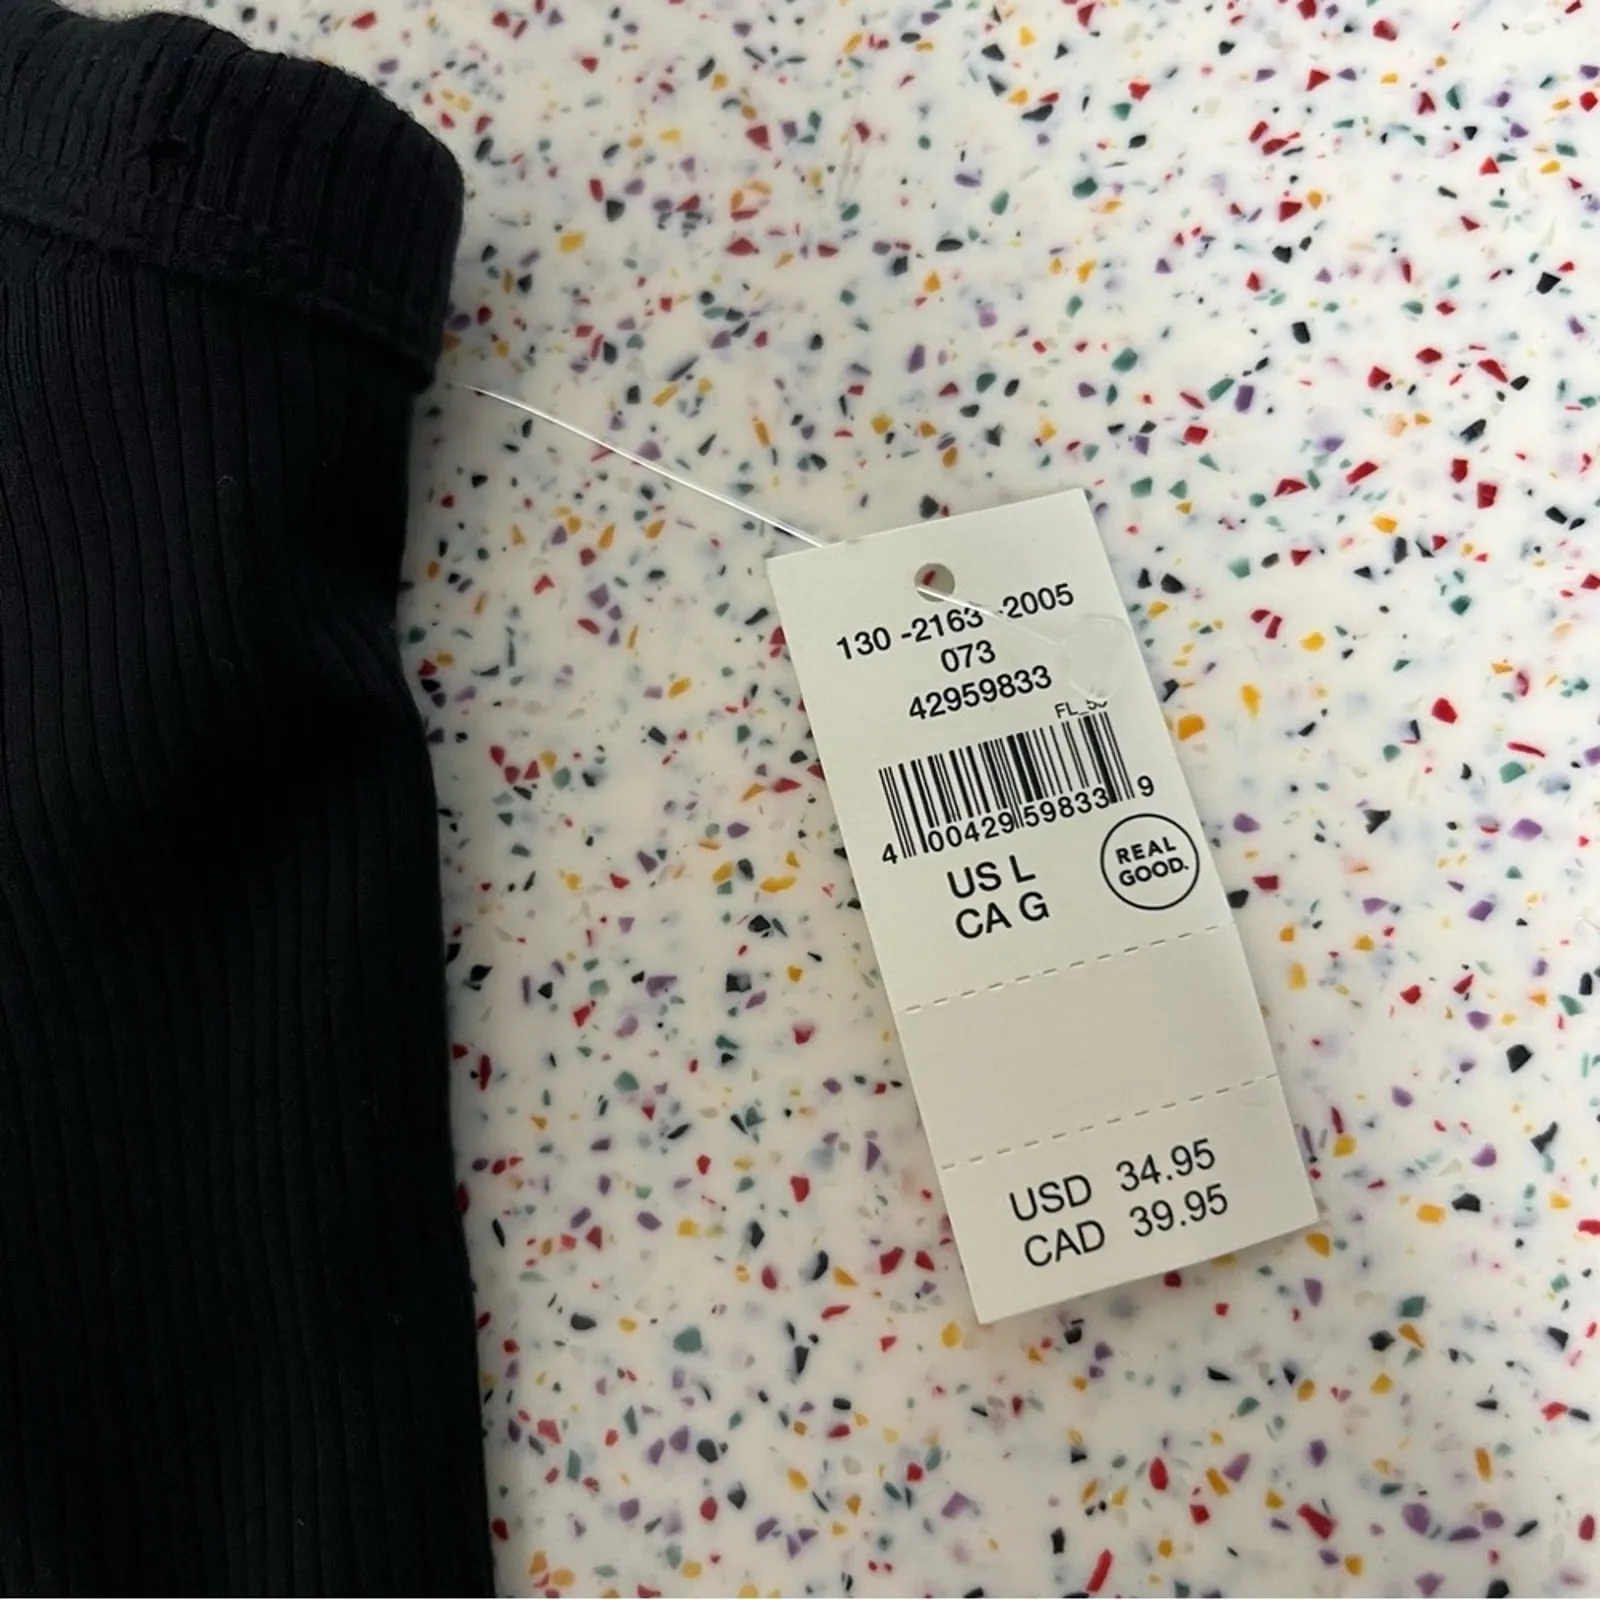 130 -2163 -2005
073
42959833
4 00429 59833 9
US L
CA G
REAL
GOOD.
USD 34.95
CAD 39.95